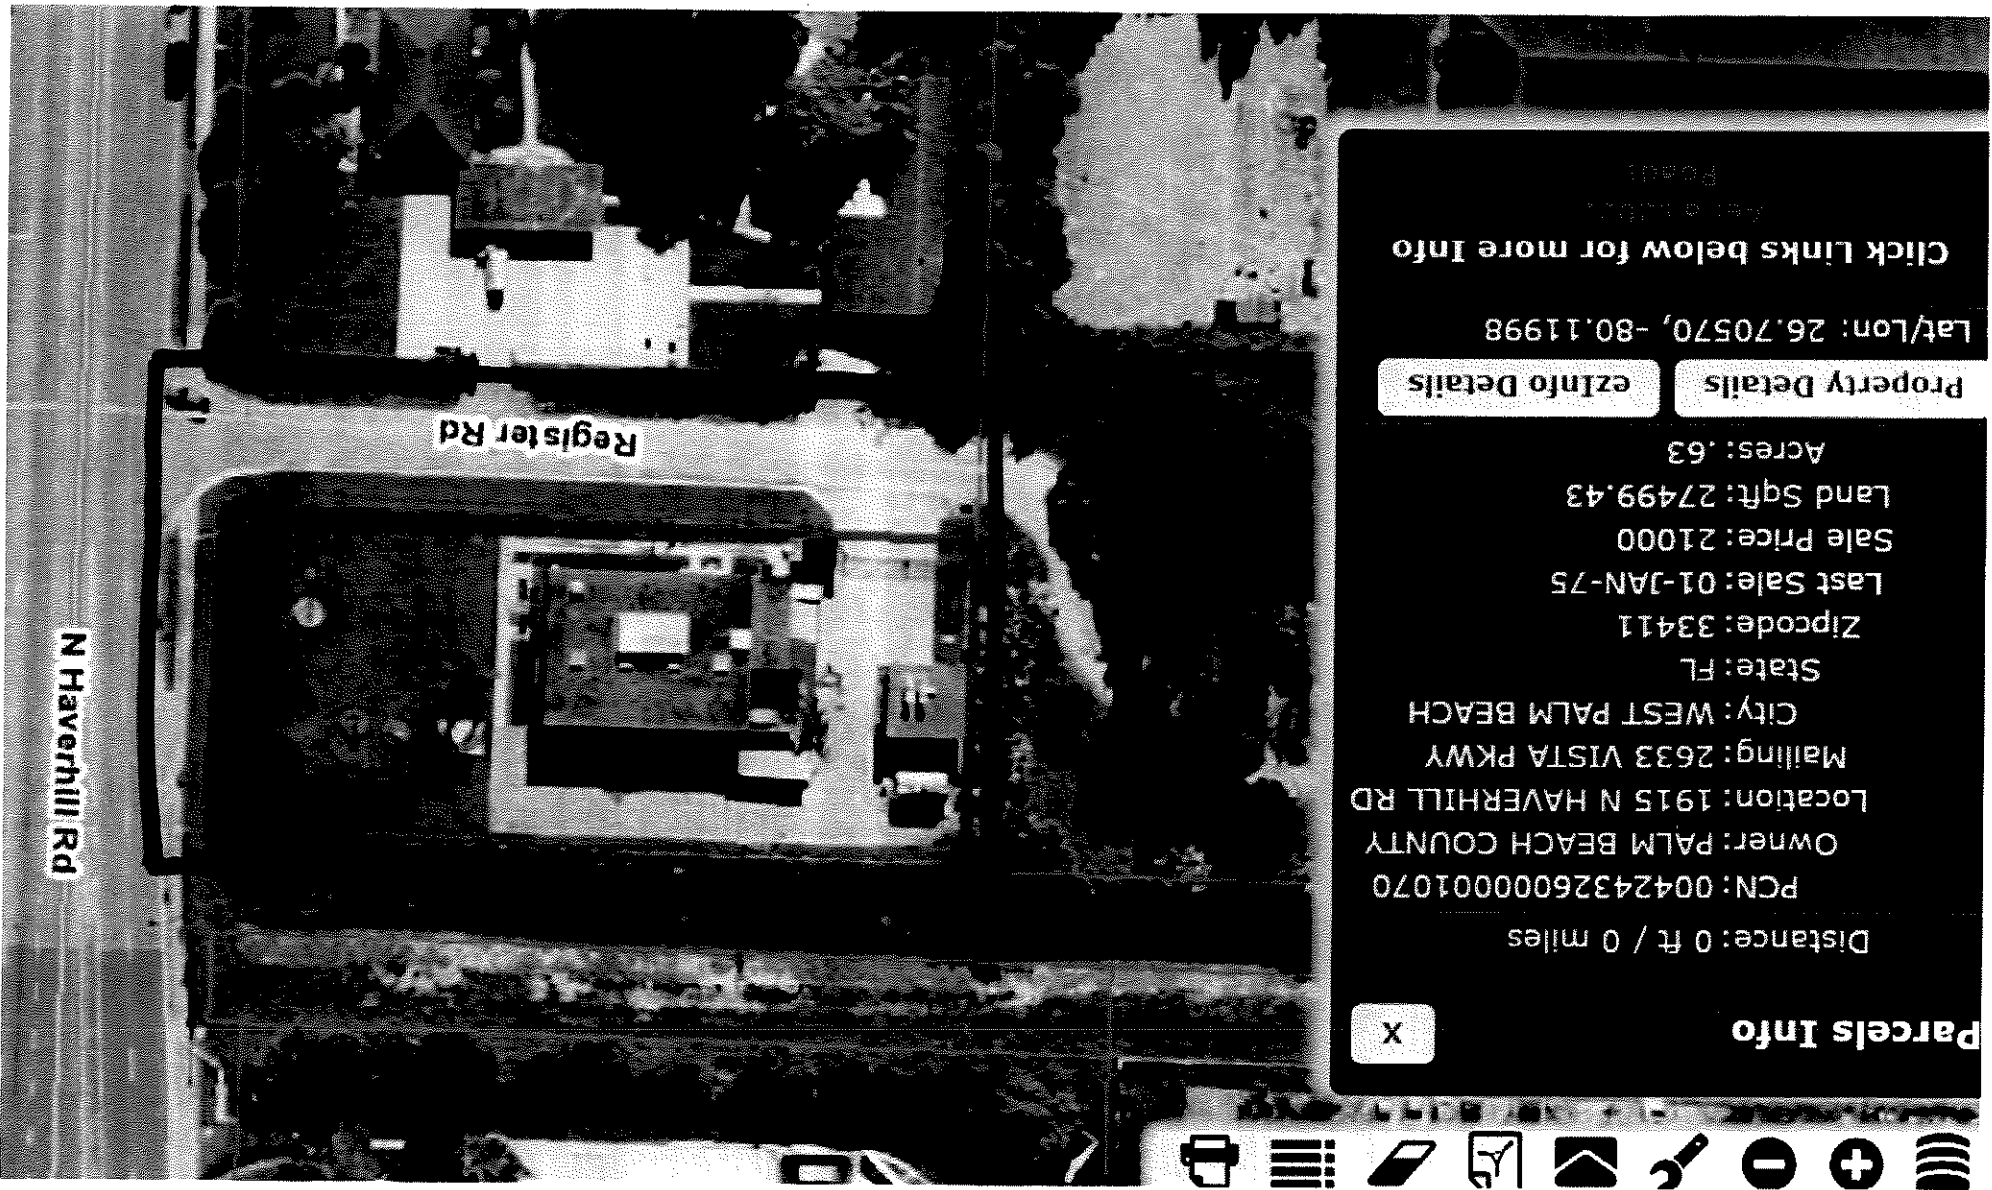 Parcels Info
X
Distance: 0 ft / 0 miles
PCN: 00424326000001070
Owner: PALM BEACH COUNTY
Location: 1915 N HAVERHILL RD
Mailing: 2633 VISTA PKWY
City: WEST PALM BEACH
State: FL
Zipcode: 33411
Last Sale: 01-JAN-75
Sale Price: 21000
Land Sqft: 27499.43
Acres: .63
Property Details
ezInfo Details
Lat/Lon: 26.70570, -80.11998
Click Links below for more Info
N Haverhill Rd
Register Rd